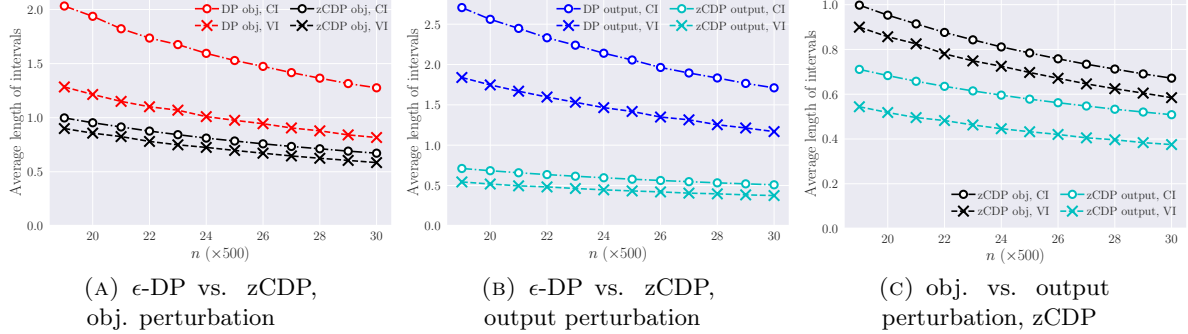 Average length of intervals
2.0
1.5
1.0
0.5
0.0
DP obj, CI
DP obj, VI
zCDP obj, CI
zCDP obj, VI
20 22 24 26 28 30
n (×500)
(A) ϵ-DP vs. zCDP,
obj. perturbation
Average length of intervals
2.5
2.0
1.5
1.0
0.5
0.0
DP output, CI
DP output, VI
zCDP output, CI
zCDP output, VI
20 22 24 26 28 30
n (×500)
(B) ϵ-DP vs. zCDP,
output perturbation
Average length of intervals
1.0
0.8
0.6
0.4
0.2
0.0
zCDP obj, CI
zCDP obj, VI
zCDP output, CI
zCDP output, VI
20 22 24 26 28 30
n (×500)
(C) obj. vs. output
perturbation, zCDP